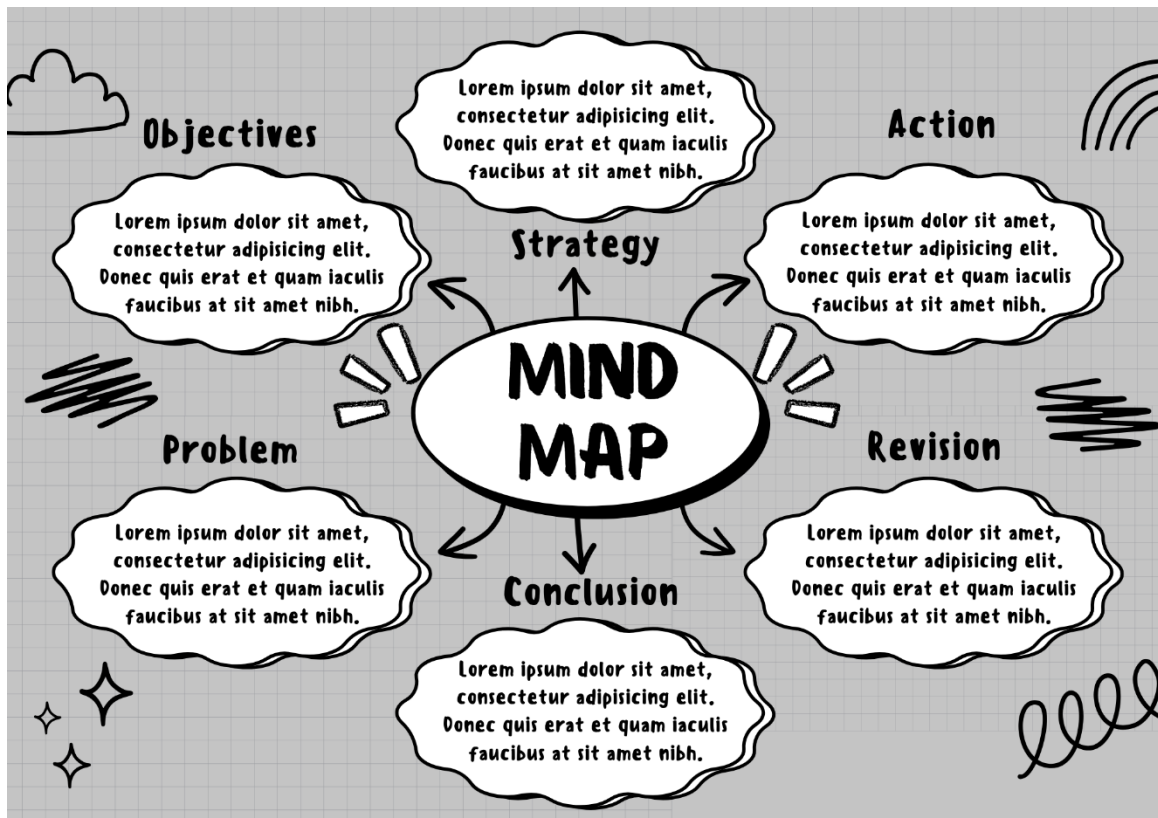 Objectives
Lorem ipsum dolor sit amet,
consectetur adipisicing elit.
Donec quis erat et quam iaculis
faucibus at sit amet nibh.
Lorem ipsum dolor sit amet,
consectetur adipisicing elit.
Donec quis erat et quam iaculis
faucibus at sit amet nibh.
Strategy
Action
Lorem ipsum dolor sit amet,
consectetur adipisicing elit.
Donec quis erat et quam iaculis
faucibus at sit amet nibh.
MIND
MAP
Problem
Lorem ipsum dolor sit amet,
consectetur adipisicing elit.
Donec quis erat et quam iaculis
faucibus at sit amet nibh.
Conclusion
Lorem ipsum dolor sit amet,
consectetur adipisicing elit.
Donec quis erat et quam iaculis
faucibus at sit amet nibh.
Revision
Lorem ipsum dolor sit amet,
consectetur adipisicing elit.
Donec quis erat et quam iaculis
faucibus at sit amet nibh.